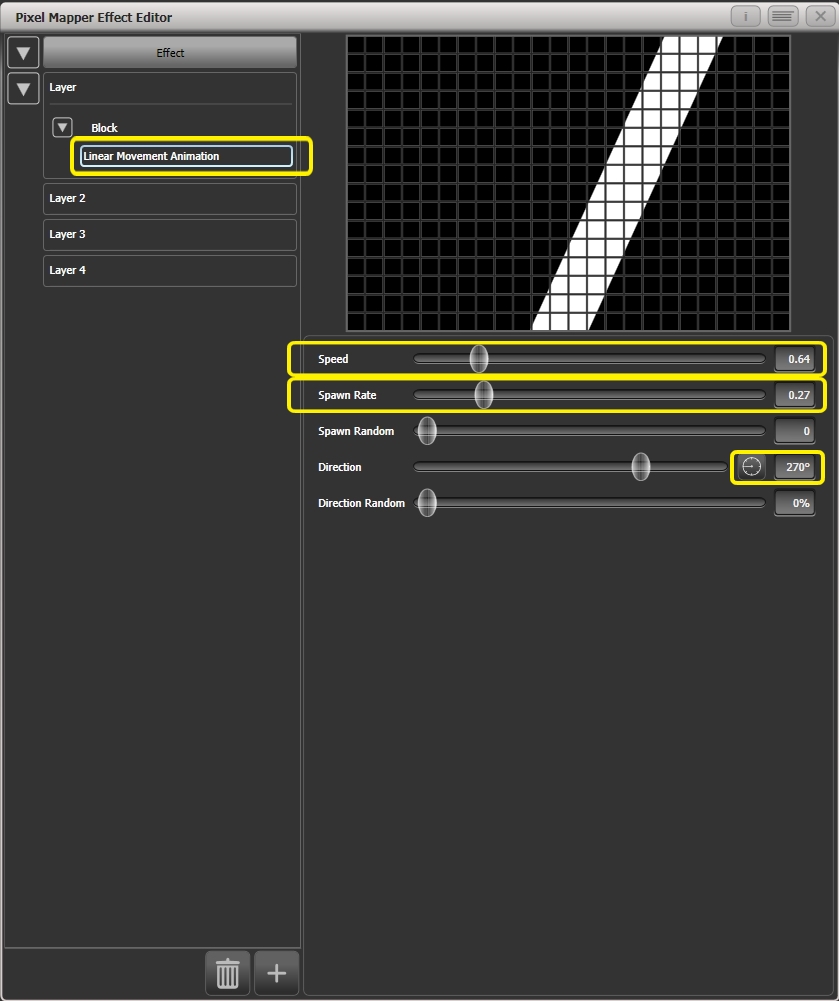 Pixel Mapper Effect Editor
i
Effect
Layer
Block
Linear Movement Animation
Layer 2
Layer 3
Layer 4
Speed 0.64
Spawn Rate 0.27
Spawn Random 0
Direction 270°
Direction Random 0%